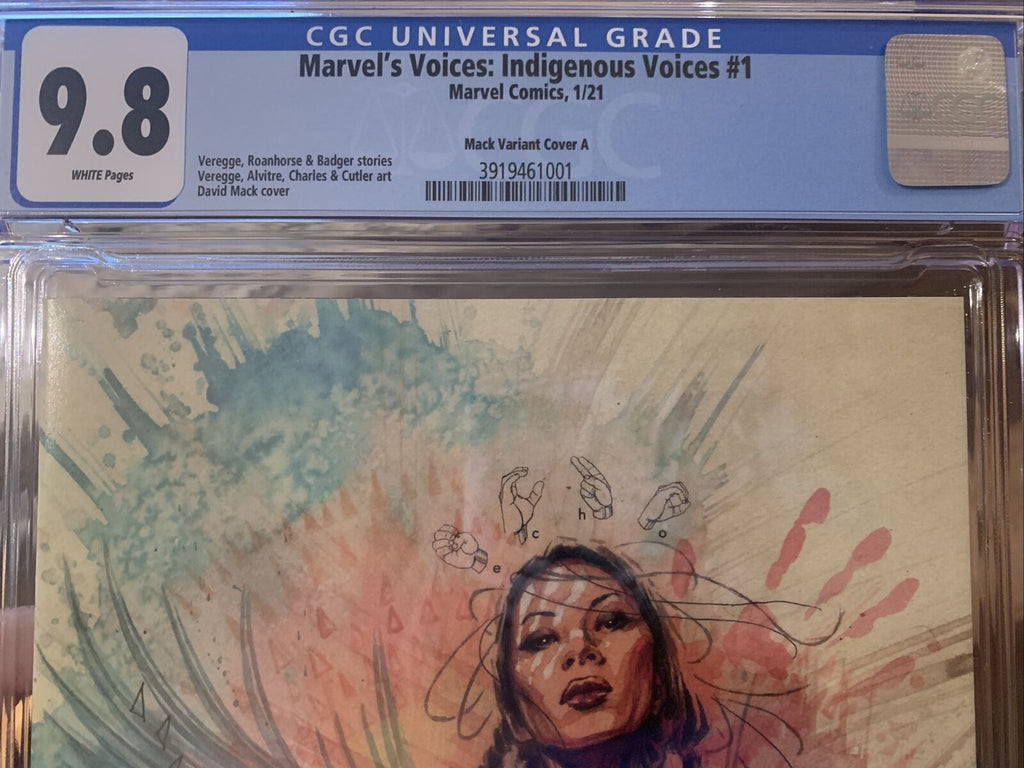 CGC UNIVERSAL GRADE
Marvel's Voices: Indigenous Voices #1
Marvel Comics, 1/21
9.8
WHITE Pages
Mack Variant Cover A
Veregge, Roanhorse & Badger stories
Veregge, Alvitre, Charles & Cutler art
David Mack cover
3919461001
CGC
e
c
h
o